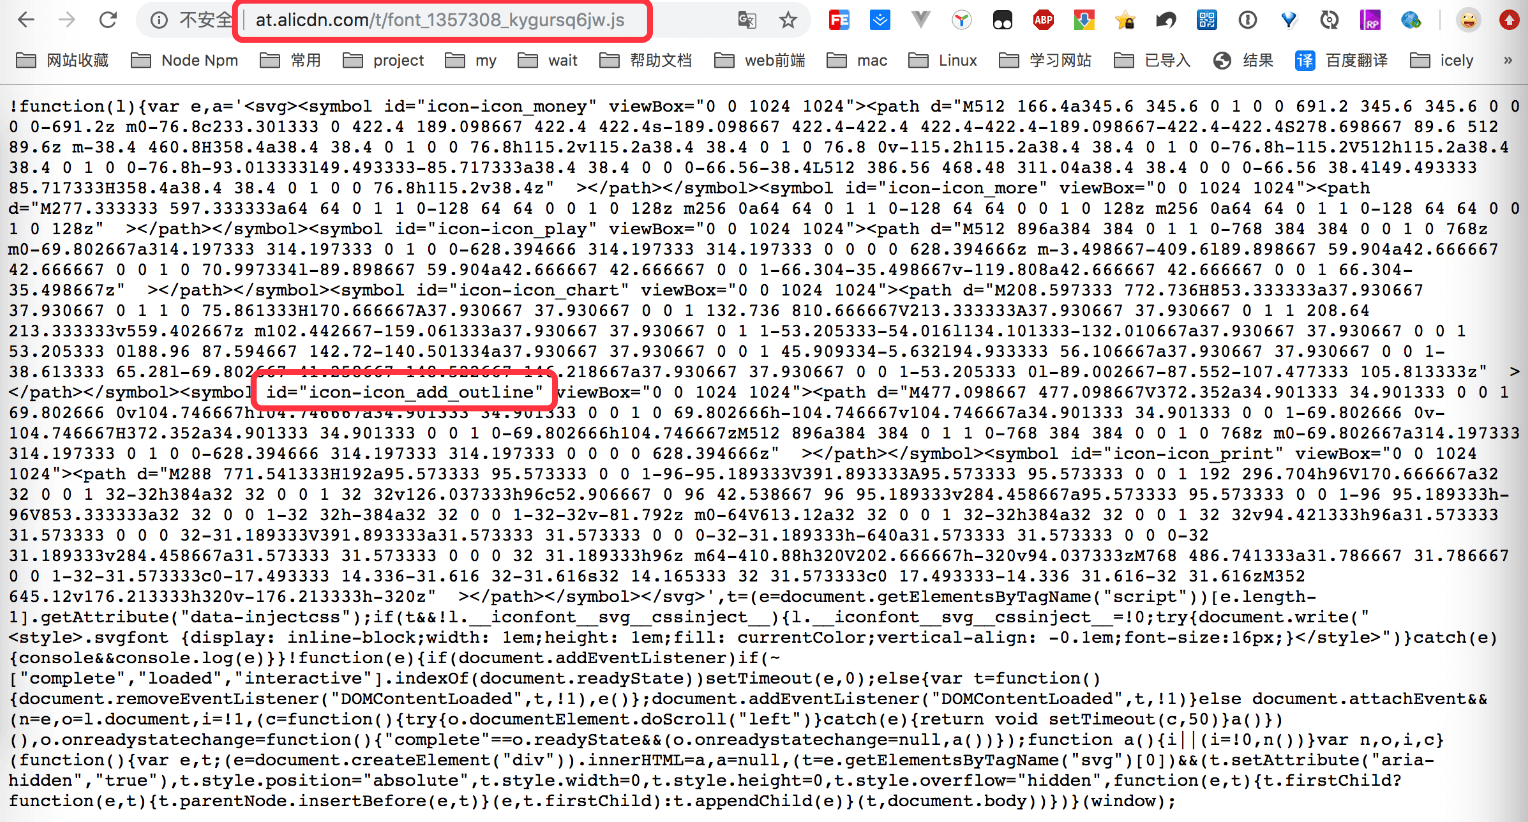 不安全 at.alicdn.com/t/font_1357308_kygursq6jw.js
网站收藏 Node Npm 常用 project my wait 帮助文档 web前端 mac Linux 学习网站 已导入 结果 译 百度翻译 icely »
!function(l){var e,a='<svg><symbol id="icon-icon_money" viewBox="0 0 1024 1024"><path d="M512 166.4a345.6 345.6 0 1 0 0 691.2 345.6 345.6 0 0
0 0-691.2z m0-76.8c233.301333 0 422.4 189.098667 422.4 422.4s-189.098667 422.4-422.4 422.4-422.4-189.098667-422.4-422.4S278.698667 89.6 512
89.6z m-38.4 460.8H358.4a38.4 38.4 0 1 0 0 76.8h115.2v115.2a38.4 38.4 0 1 0 76.8 0v-115.2h115.2a38.4 38.4 0 1 0 0-76.8h-115.2V512h115.2a38.4
38.4 0 1 0 0-76.8h-93.013333l49.493333-85.717333a38.4 38.4 0 0 0-66.56-38.4L512 386.56 468.48 311.04a38.4 38.4 0 0 0-66.56 38.4l49.493333
85.717333H358.4a38.4 38.4 0 1 0 0 76.8h115.2v38.4z"  ></path></symbol><symbol id="icon-icon_more" viewBox="0 0 1024 1024"><path
d="M277.333333 597.333333a64 64 0 1 1 0-128 64 64 0 0 1 0 128z m256 0a64 64 0 1 1 0-128 64 64 0 0 1 0 128z m256 0a64 64 0 1 1 0-128 64 64 0 0
1 0 128z"  ></path></symbol><symbol id="icon-icon_play" viewBox="0 0 1024 1024"><path d="M512 896a384 384 0 1 1 0-768 384 384 0 0 1 0 768z
m0-69.802667a314.197333 314.197333 0 1 0 0-628.394666 314.197333 314.197333 0 0 0 0 628.394666z m-3.498667-409.6l89.898667 59.904a42.666667
42.666667 0 0 1 0 70.997334l-89.898667 59.904a42.666667 42.666667 0 0 1-66.304-35.498667v-119.808a42.666667 42.666667 0 0 1 66.304-
35.498667z"  ></path></symbol><symbol id="icon-icon_chart" viewBox="0 0 1024 1024"><path d="M208.597333 772.736H853.333333a37.930667
37.930667 0 1 1 0 75.861333H170.666667A37.930667 37.930667 0 0 1 132.736 810.666667V213.333333A37.930667 37.930667 0 1 1 208.64
213.333333v559.402667z m102.442667-159.061333a37.930667 37.930667 0 1 1-53.205333-54.016l134.101333-132.010667a37.930667 37.930667 0 0 1
53.205333 0l88.96 87.594667 142.72-140.501334a37.930667 37.930667 0 0 1 45.909334-5.632l94.933333 56.106667a37.930667 37.930667 0 0 1-
38.613333 65.28l-69.802667-41.258667-148.522667 146.218667a37.930667 37.930667 0 0 1-53.205333 0l-89.002667-87.552-107.477333 105.813333z"  >
</path></symbol><symbol id="icon-icon_add_outline" viewBox="0 0 1024 1024"><path d="M477.098667 477.098667V372.352a34.901333 34.901333 0 0 1
69.802666 0v104.746667h104.746667a34.901333 34.901333 0 0 1 0 69.802666h-104.746667v104.746667a34.901333 34.901333 0 0 1-69.802666 0v-
104.746667H372.352a34.901333 34.901333 0 0 1 0-69.802666h104.746667zM512 896a384 384 0 1 1 0-768 384 384 0 0 1 0 768z m0-69.802667a314.197333
314.197333 0 1 0 0-628.394666 314.197333 314.197333 0 0 0 0 628.394666z"  ></path></symbol><symbol id="icon-icon_print" viewBox="0 0 1024
1024"><path d="M288 771.541333H192a95.573333 95.573333 0 0 1-96-95.189333V391.893333A95.573333 95.573333 0 0 1 192 296.704h96V170.666667a32
32 0 0 1 32-32h384a32 32 0 0 1 32 32v126.037333h96c52.906667 0 96 42.538667 96 95.189333v284.458667a95.573333 95.573333 0 0 1-96 95.189333h-
96V853.333333a32 32 0 0 1-32 32h-384a32 32 0 0 1-32-32v-81.792z m0-64V613.12a32 32 0 0 1 32-32h384a32 32 0 0 1 32 32v94.421333h96a31.573333
31.573333 0 0 0 32-31.189333V391.893333a31.573333 31.573333 0 0 0-32-31.189333h-640a31.573333 31.573333 0 0 0-32
31.189333v284.458667a31.573333 31.573333 0 0 0 32 31.189333h96z m64-410.88h320V202.666667h-320v94.037333zM768 486.741333a31.786667 31.786667
0 0 1-32-31.573333c0-17.493333 14.336-31.616 32-31.616s32 14.165333 32 31.573333c0 17.493333-14.336 31.616-32 31.616zM352
645.12v176.213333h320v-176.213333h-320z"  ></path></symbol></svg>',t=(e=document.getElementsByTagName("script"))[e.length-
1].getAttribute("data-injectcss");if(t&&!l.__iconfont__svg__cssinject__){l.__iconfont__svg__cssinject__=!0;try{document.write("
<style>.svgfont {display: inline-block;width: 1em;height: 1em;fill: currentColor;vertical-align: -0.1em;font-size:16px;}</style>")}catch(e)
{console&&console.log(e)}}!function(e){if(document.addEventListener)if(~
["complete","loaded","interactive"].indexOf(document.readyState))setTimeout(e,0);else{var t=function()
{document.removeEventListener("DOMContentLoaded",t,!1),e()};document.addEventListener("DOMContentLoaded",t,!1)}else document.attachEvent&&
(n=e,o=l.document,i=!1,(c=function(){try{o.documentElement.doScroll("left")}catch(e){return void setTimeout(c,50)}a()})
(),o.onreadystatechange=function(){"complete"==o.readyState&&(o.onreadystatechange=null,a())});function a(){i||(i=!0,n())}var n,o,i,c}
(function(){var e,t;(e=document.createElement("div")).innerHTML=a,a=null,(t=e.getElementsByTagName("svg")[0])&&(t.setAttribute("aria-
hidden","true"),t.style.position="absolute",t.style.width=0,t.style.height=0,t.style.overflow="hidden",function(e,t){t.firstChild?
function(e,t){t.parentNode.insertBefore(e,t)}(e,t.firstChild):t.appendChild(e)}(t,document.body))})}(window);